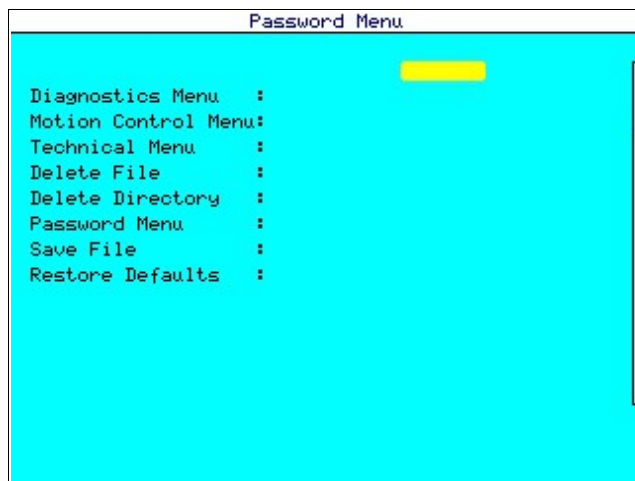 Password Menu
Diagnostics Menu :
Motion Control Menu:
Technical Menu :
Delete File :
Delete Directory :
Password Menu :
Save File :
Restore Defaults :